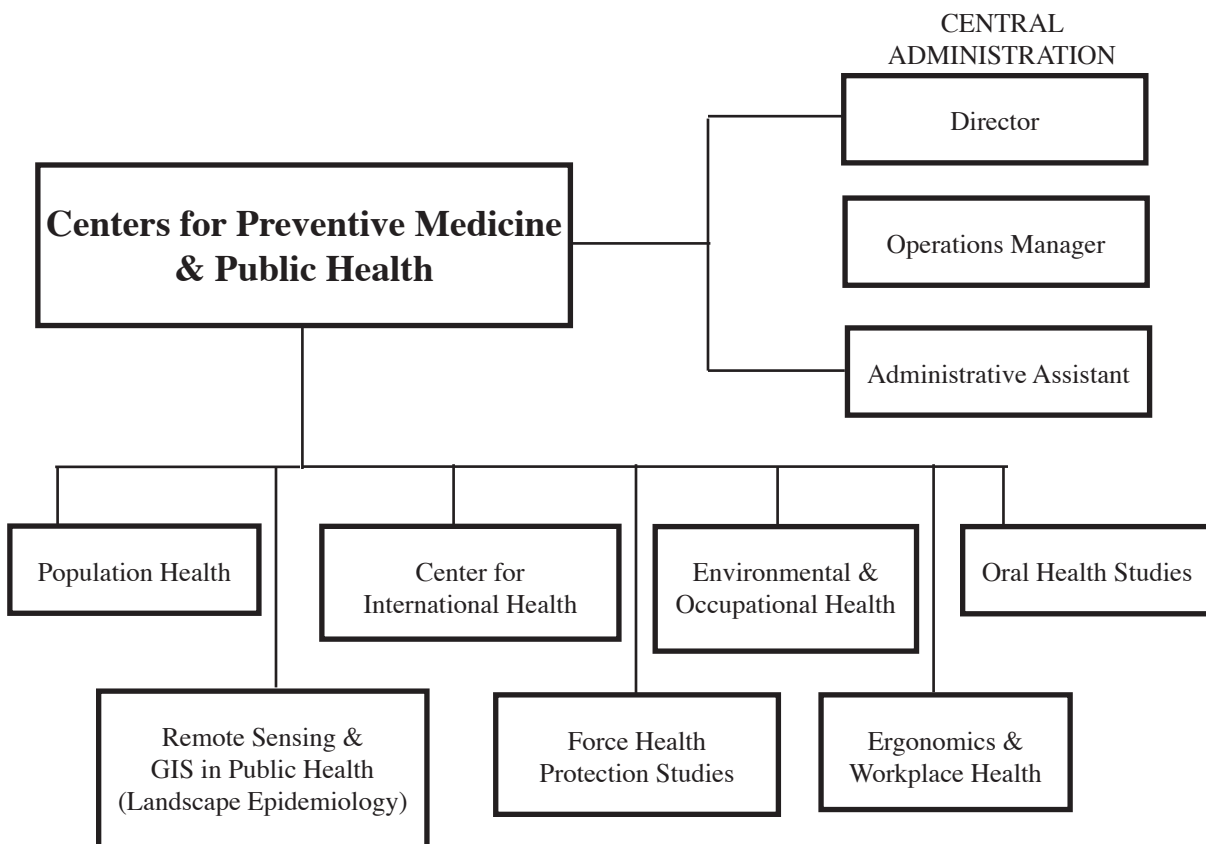 CENTRAL
ADMINISTRATION
Director
Centers for Preventive Medicine
& Public Health
Operations Manager
Administrative Assistant
Population Health
Center for
International Health
Environmental &
Occupational Health
Oral Health Studies
Remote Sensing &
GIS in Public Health
(Landscape Epidemiology)
Force Health
Protection Studies
Ergonomics &
Workplace Health